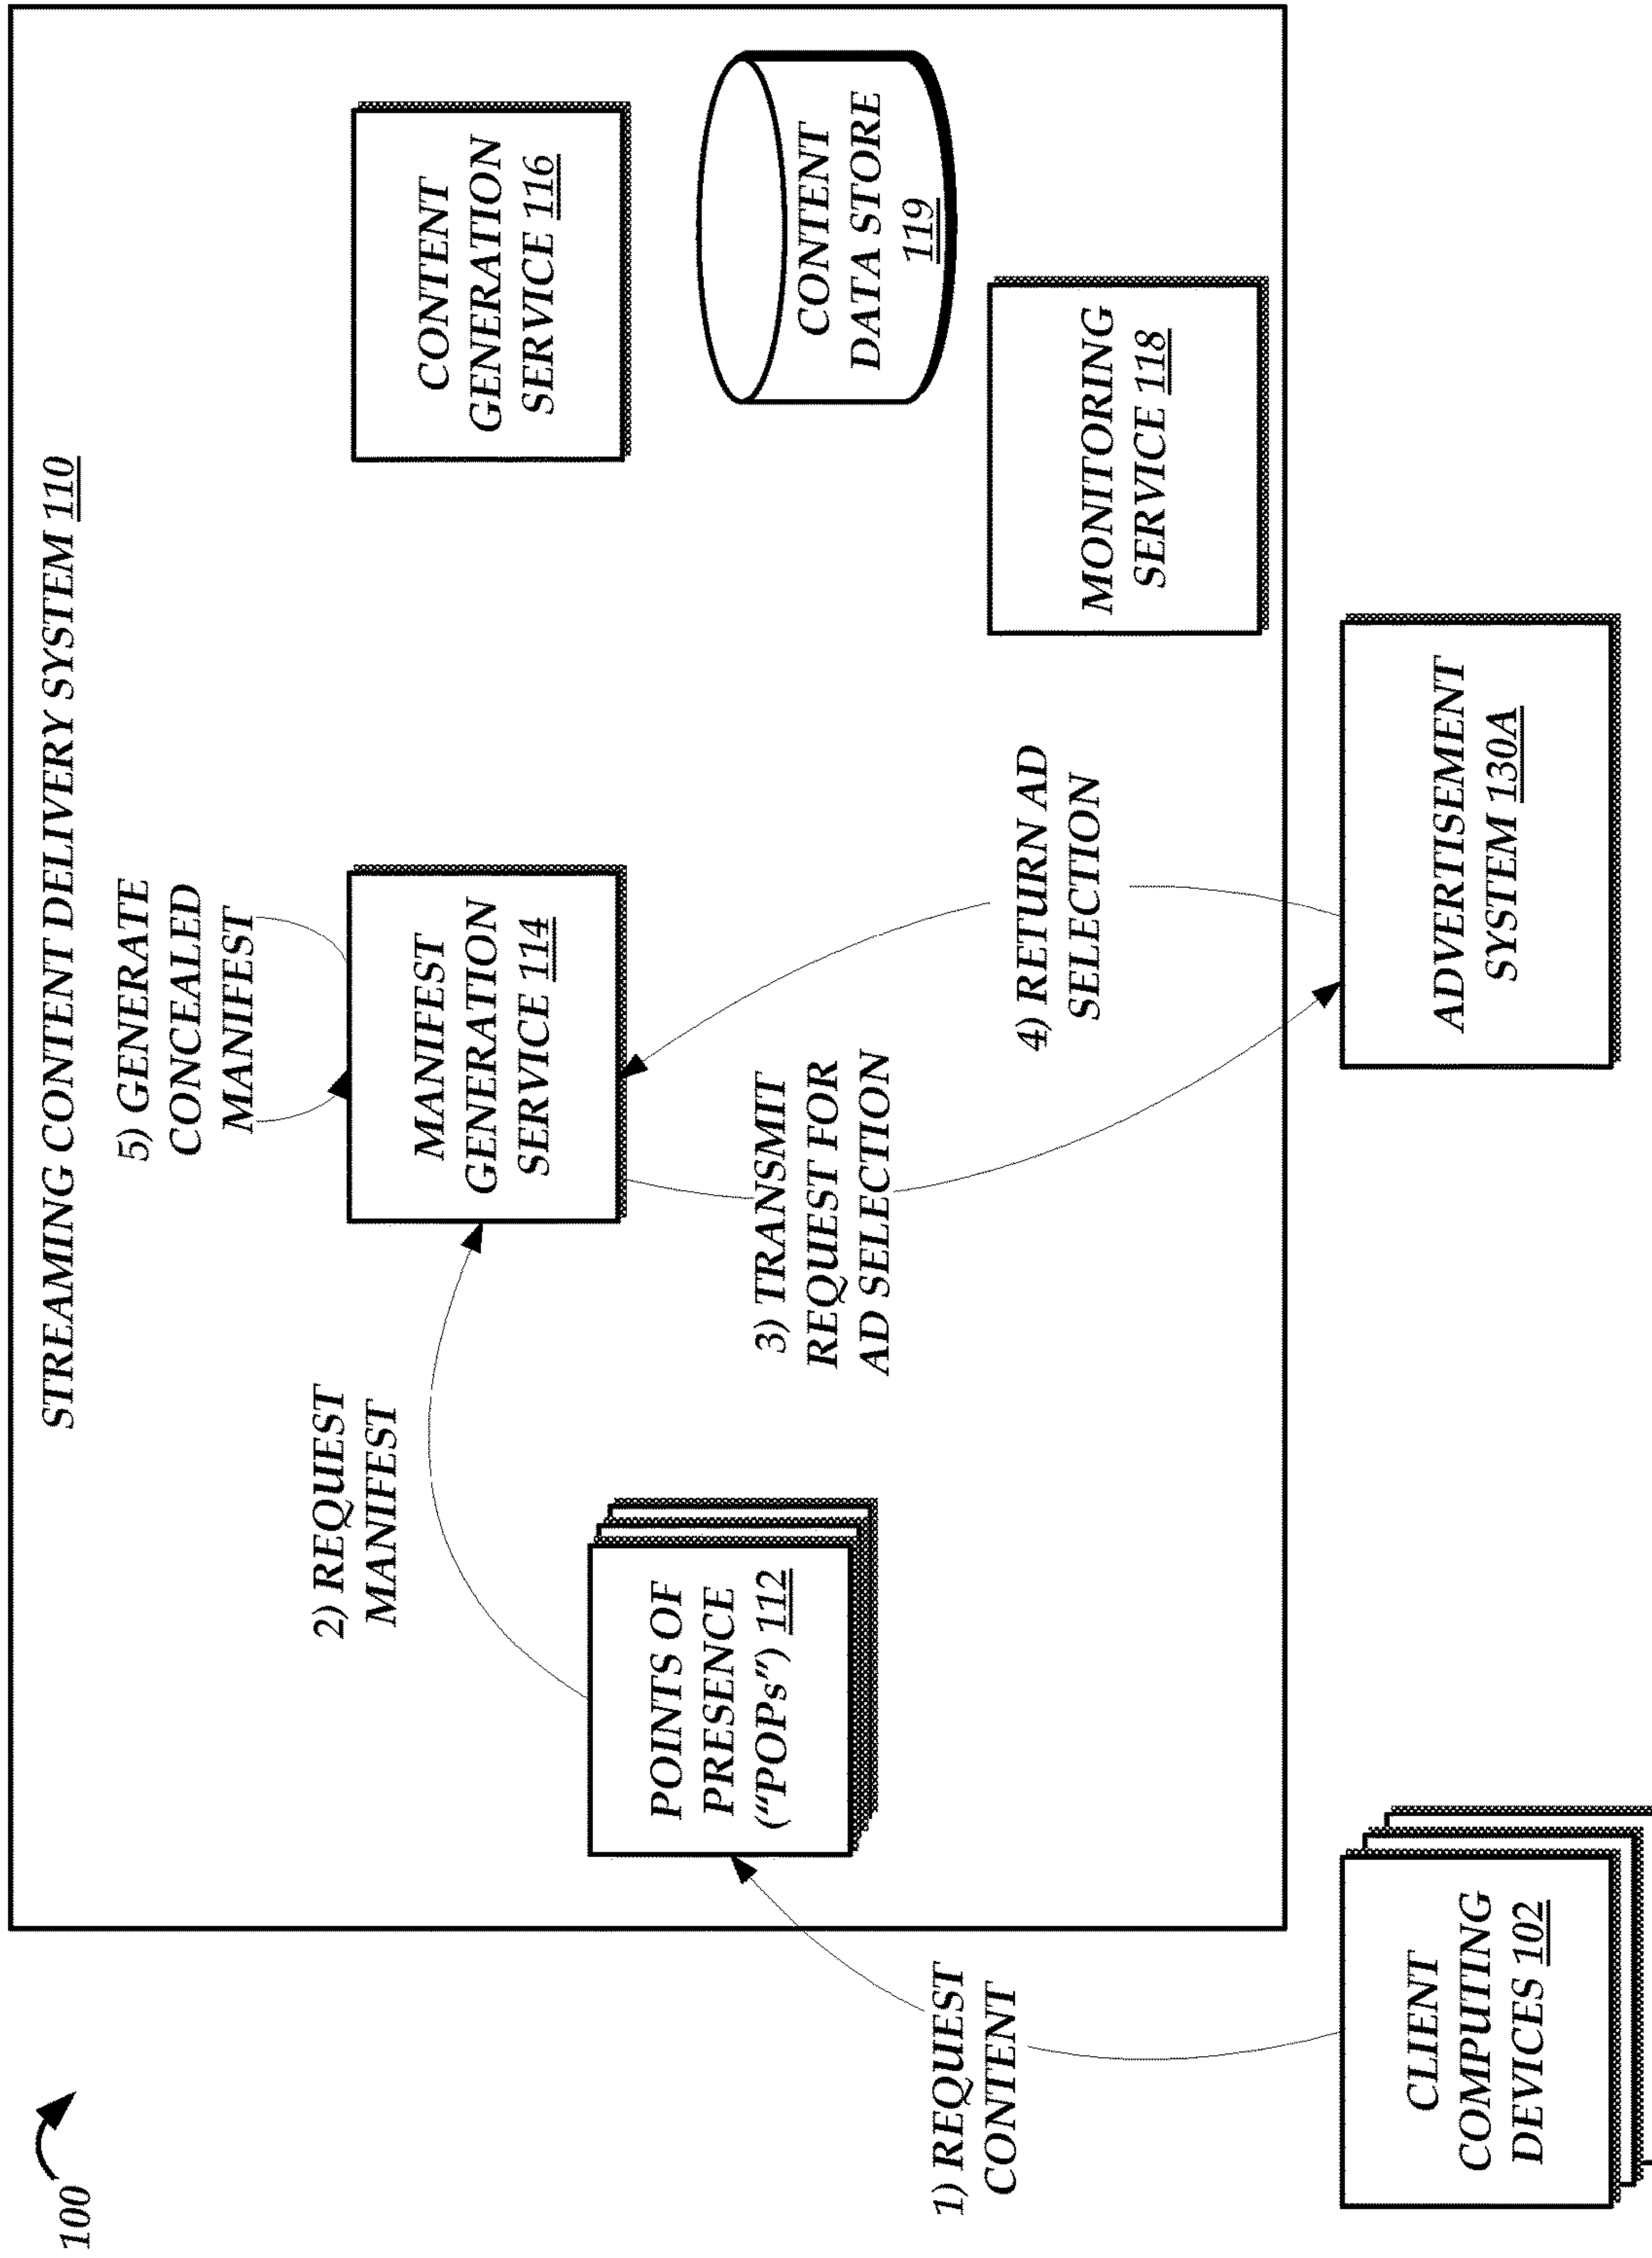 100
STREAMING CONTENT DELIVERY SYSTEM 110
5) GENERATE
CONCEALED
MANIFEST
2) REQUEST
MANIFEST
MANIFEST
GENERATION
SERVICE 114
CONTENT
GENERATION
SERVICE 116
POINTS OF
PRESENCE
(“POPs”) 112
3) TRANSMIT
REQUEST FOR
AD SELECTION
CONTENT
DATA STORE
119
1) REQUEST
CONTENT
4) RETURN AD
SELECTION
MONITORING
SERVICE 118
CLIENT
COMPUTING
DEVICES 102
ADVERTISEMENT
SYSTEM 130A